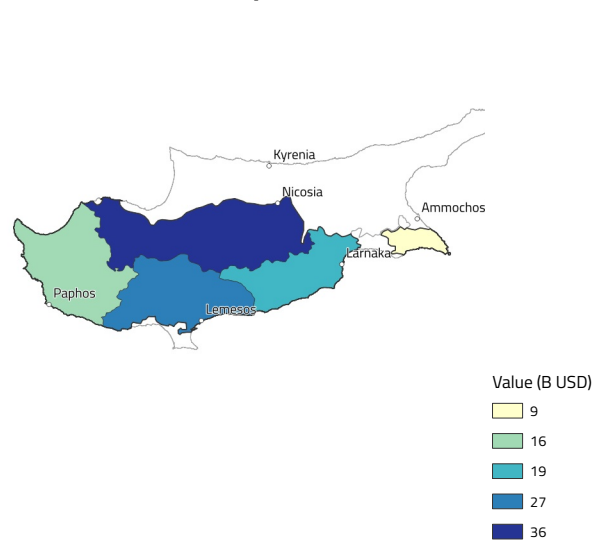 Kyrenia
Nicosia
Ammochos
Larnaka
Paphos
Lemesos
Value (B USD)
9
16
19
27
36